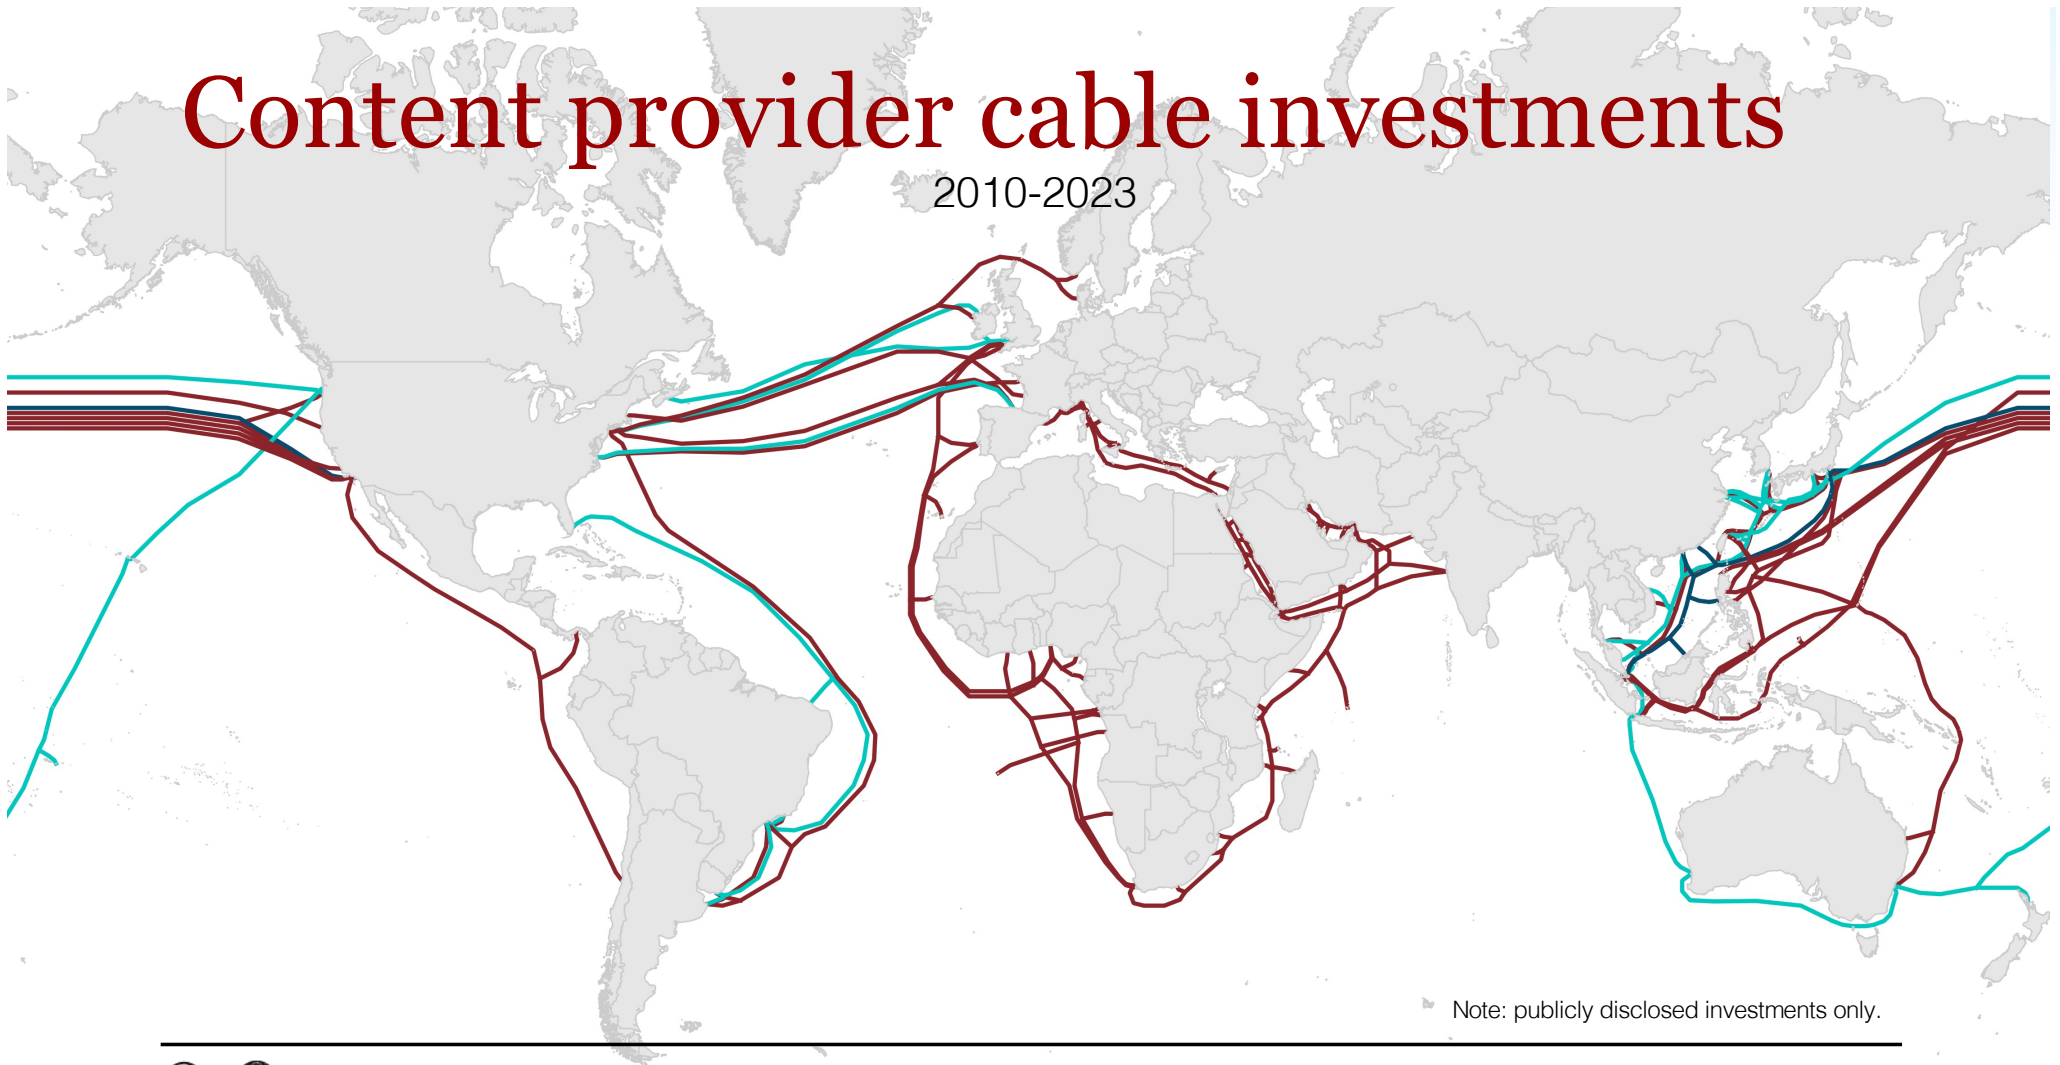 Content provider cable investments
2010-2023
Note: publicly disclosed investments only.